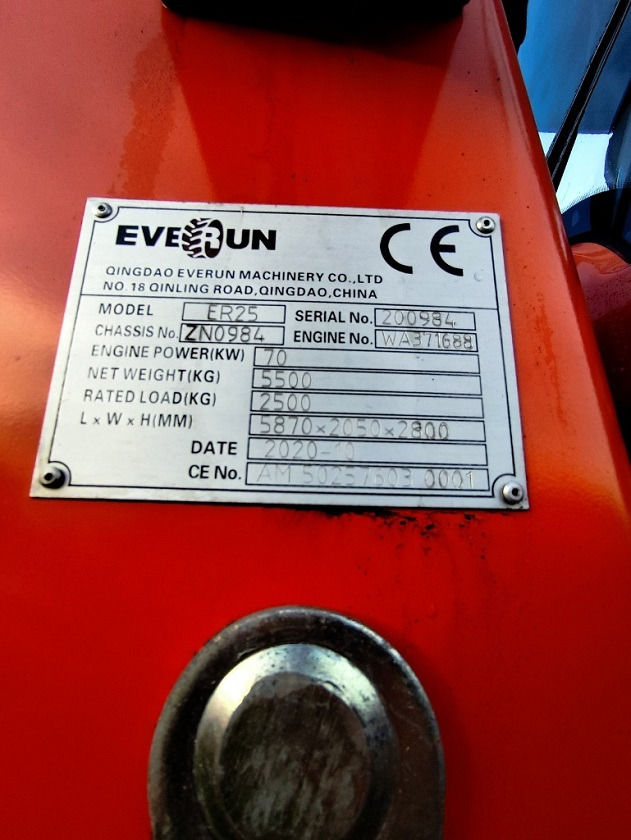 EVERUN CE
QINGDAO EVERUN MACHINERY CO.,LTD
NO.18 QINLING ROAD,QINGDAO,CHINA
MODEL ER25 SERIAL No. 200984
CHASSIS No. ZN0984 ENGINE No. WA371688
ENGINE POWER(KW) 70
NET WEIGHT(KG) 5500
RATED LOAD(KG) 2500
L x W x H(MM) 5870×2050×2800
DATE 2020-10
CE No. AM 50257603 0001